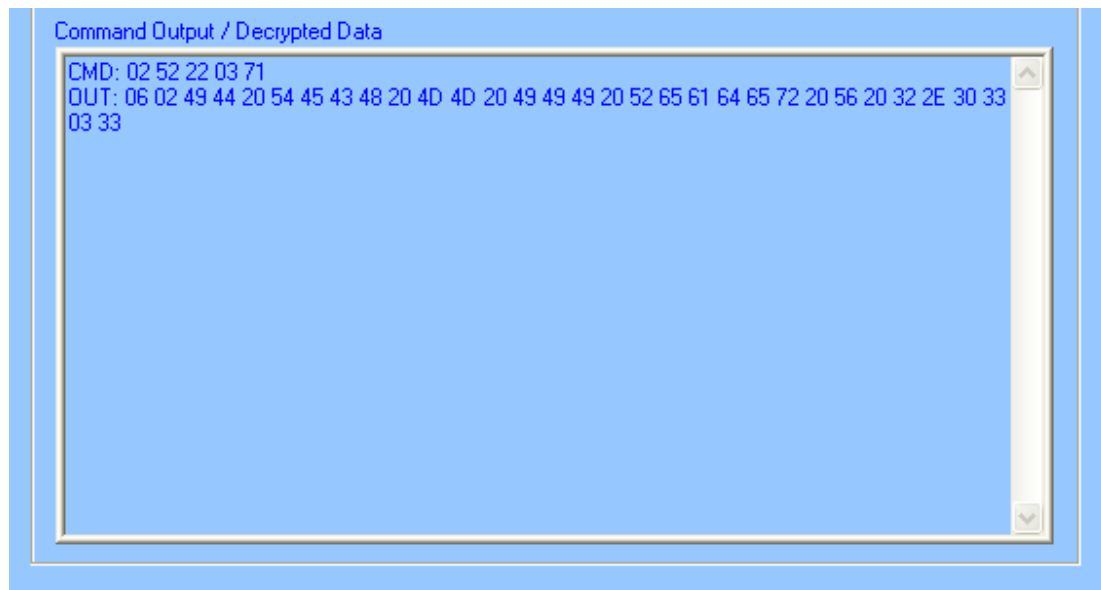 Command Output / Decrypted Data
CMD: 02 52 22 03 71
OUT: 06 02 49 44 20 54 45 43 48 20 4D 4D 20 49 49 49 20 52 65 61 64 65 72 20 56 20 32 2E 30 33
03 33